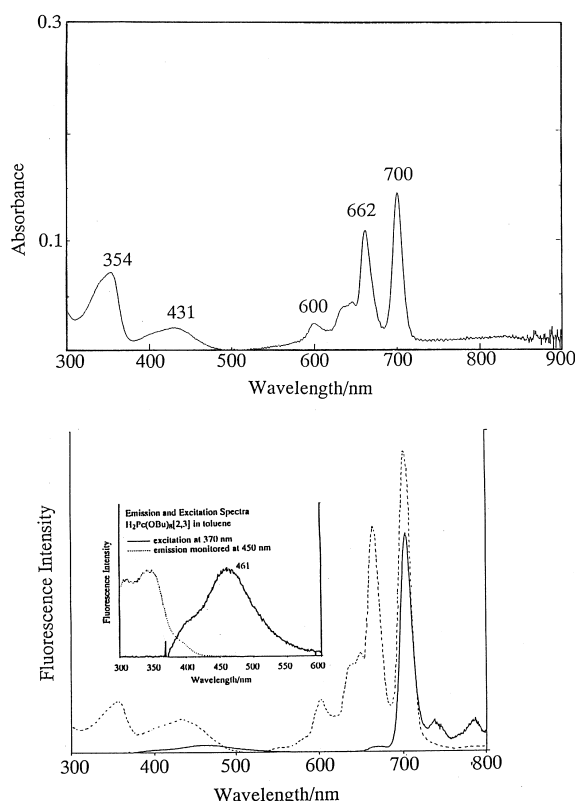 0.3
Absorbance
0.1
354
431
600
662
700
300 400 500 600 700 800 900
Wavelength/nm
Fluorescence Intensity
Emission and Excitation Spectra
H₂Pc(OBu)₈[2,3] in toluene
excitation at 370 nm
emission monitored at 450 nm
461
Fluorescence Intensity
300 350 400 450 500 550 600
Wavelength/nm
300 400 500 600 700 800
Wavelength/nm